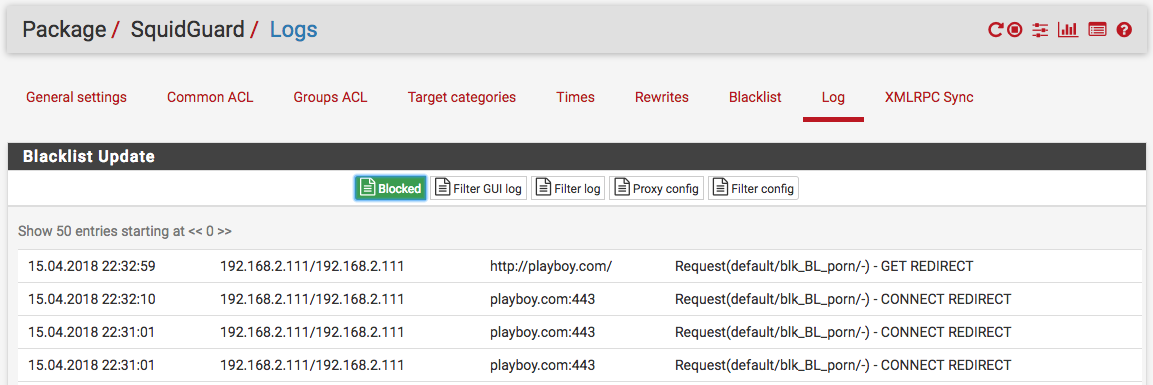 Package / SquidGuard / Logs
General settings Common ACL Groups ACL Target categories Times Rewrites Blacklist Log XMLRPC Sync
Blacklist Update
Blocked Filter GUI log Filter log Proxy config Filter config
Show 50 entries starting at << 0 >>
15.04.2018 22:32:59 192.168.2.111/192.168.2.111 http://playboy.com/ Request(default/blk_BL_porn/-) - GET REDIRECT
15.04.2018 22:32:10 192.168.2.111/192.168.2.111 playboy.com:443 Request(default/blk_BL_porn/-) - CONNECT REDIRECT
15.04.2018 22:31:01 192.168.2.111/192.168.2.111 playboy.com:443 Request(default/blk_BL_porn/-) - CONNECT REDIRECT
15.04.2018 22:31:01 192.168.2.111/192.168.2.111 playboy.com:443 Request(default/blk_BL_porn/-) - CONNECT REDIRECT